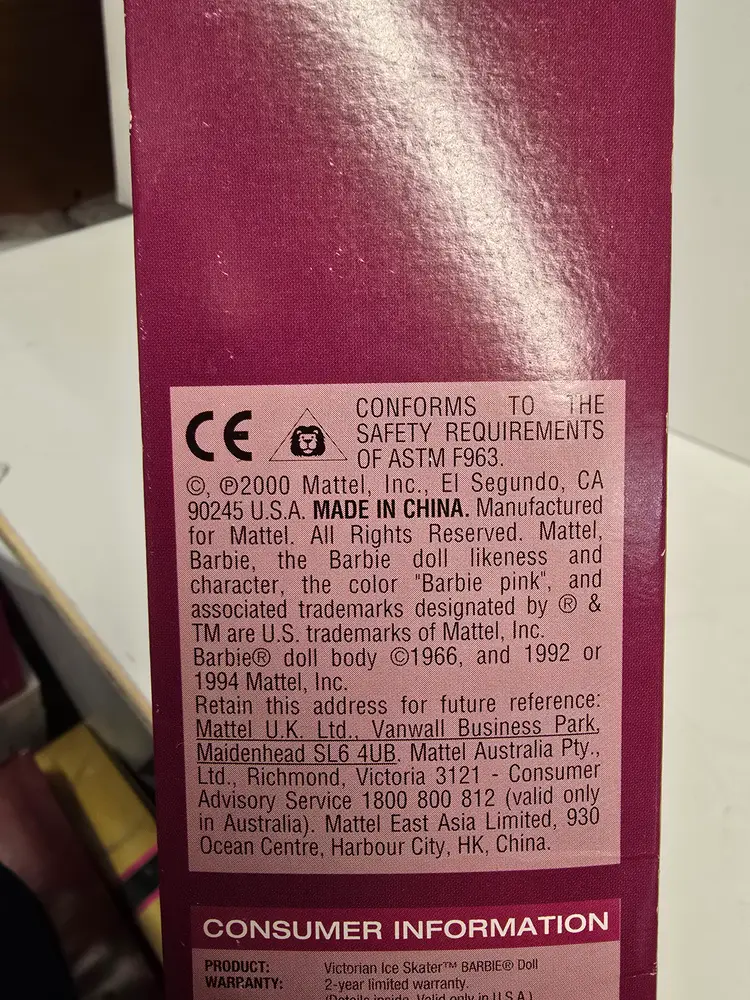 CE CONFORMS TO THE
SAFETY REQUIREMENTS
OF ASTM F963.
©, ℗2000 Mattel, Inc., El Segundo, CA
90245 U.S.A. MADE IN CHINA. Manufactured
for Mattel. All Rights Reserved. Mattel,
Barbie, the Barbie doll likeness and
character, the color "Barbie pink", and
associated trademarks designated by ® &
TM are U.S. trademarks of Mattel, Inc.
Barbie® doll body ©1966, and 1992 or
1994 Mattel, Inc.
Retain this address for future reference:
Mattel U.K. Ltd., Vanwall Business Park,
Maidenhead SL6 4UB. Mattel Australia Pty.,
Ltd., Richmond, Victoria 3121 - Consumer
Advisory Service 1800 800 812 (valid only
in Australia). Mattel East Asia Limited, 930
Ocean Centre, Harbour City, HK, China.
CONSUMER INFORMATION
PRODUCT: Victorian Ice Skater™ BARBIE® Doll
WARRANTY: 2-year limited warranty.
(Details inside. Valid only in U.S.A.)